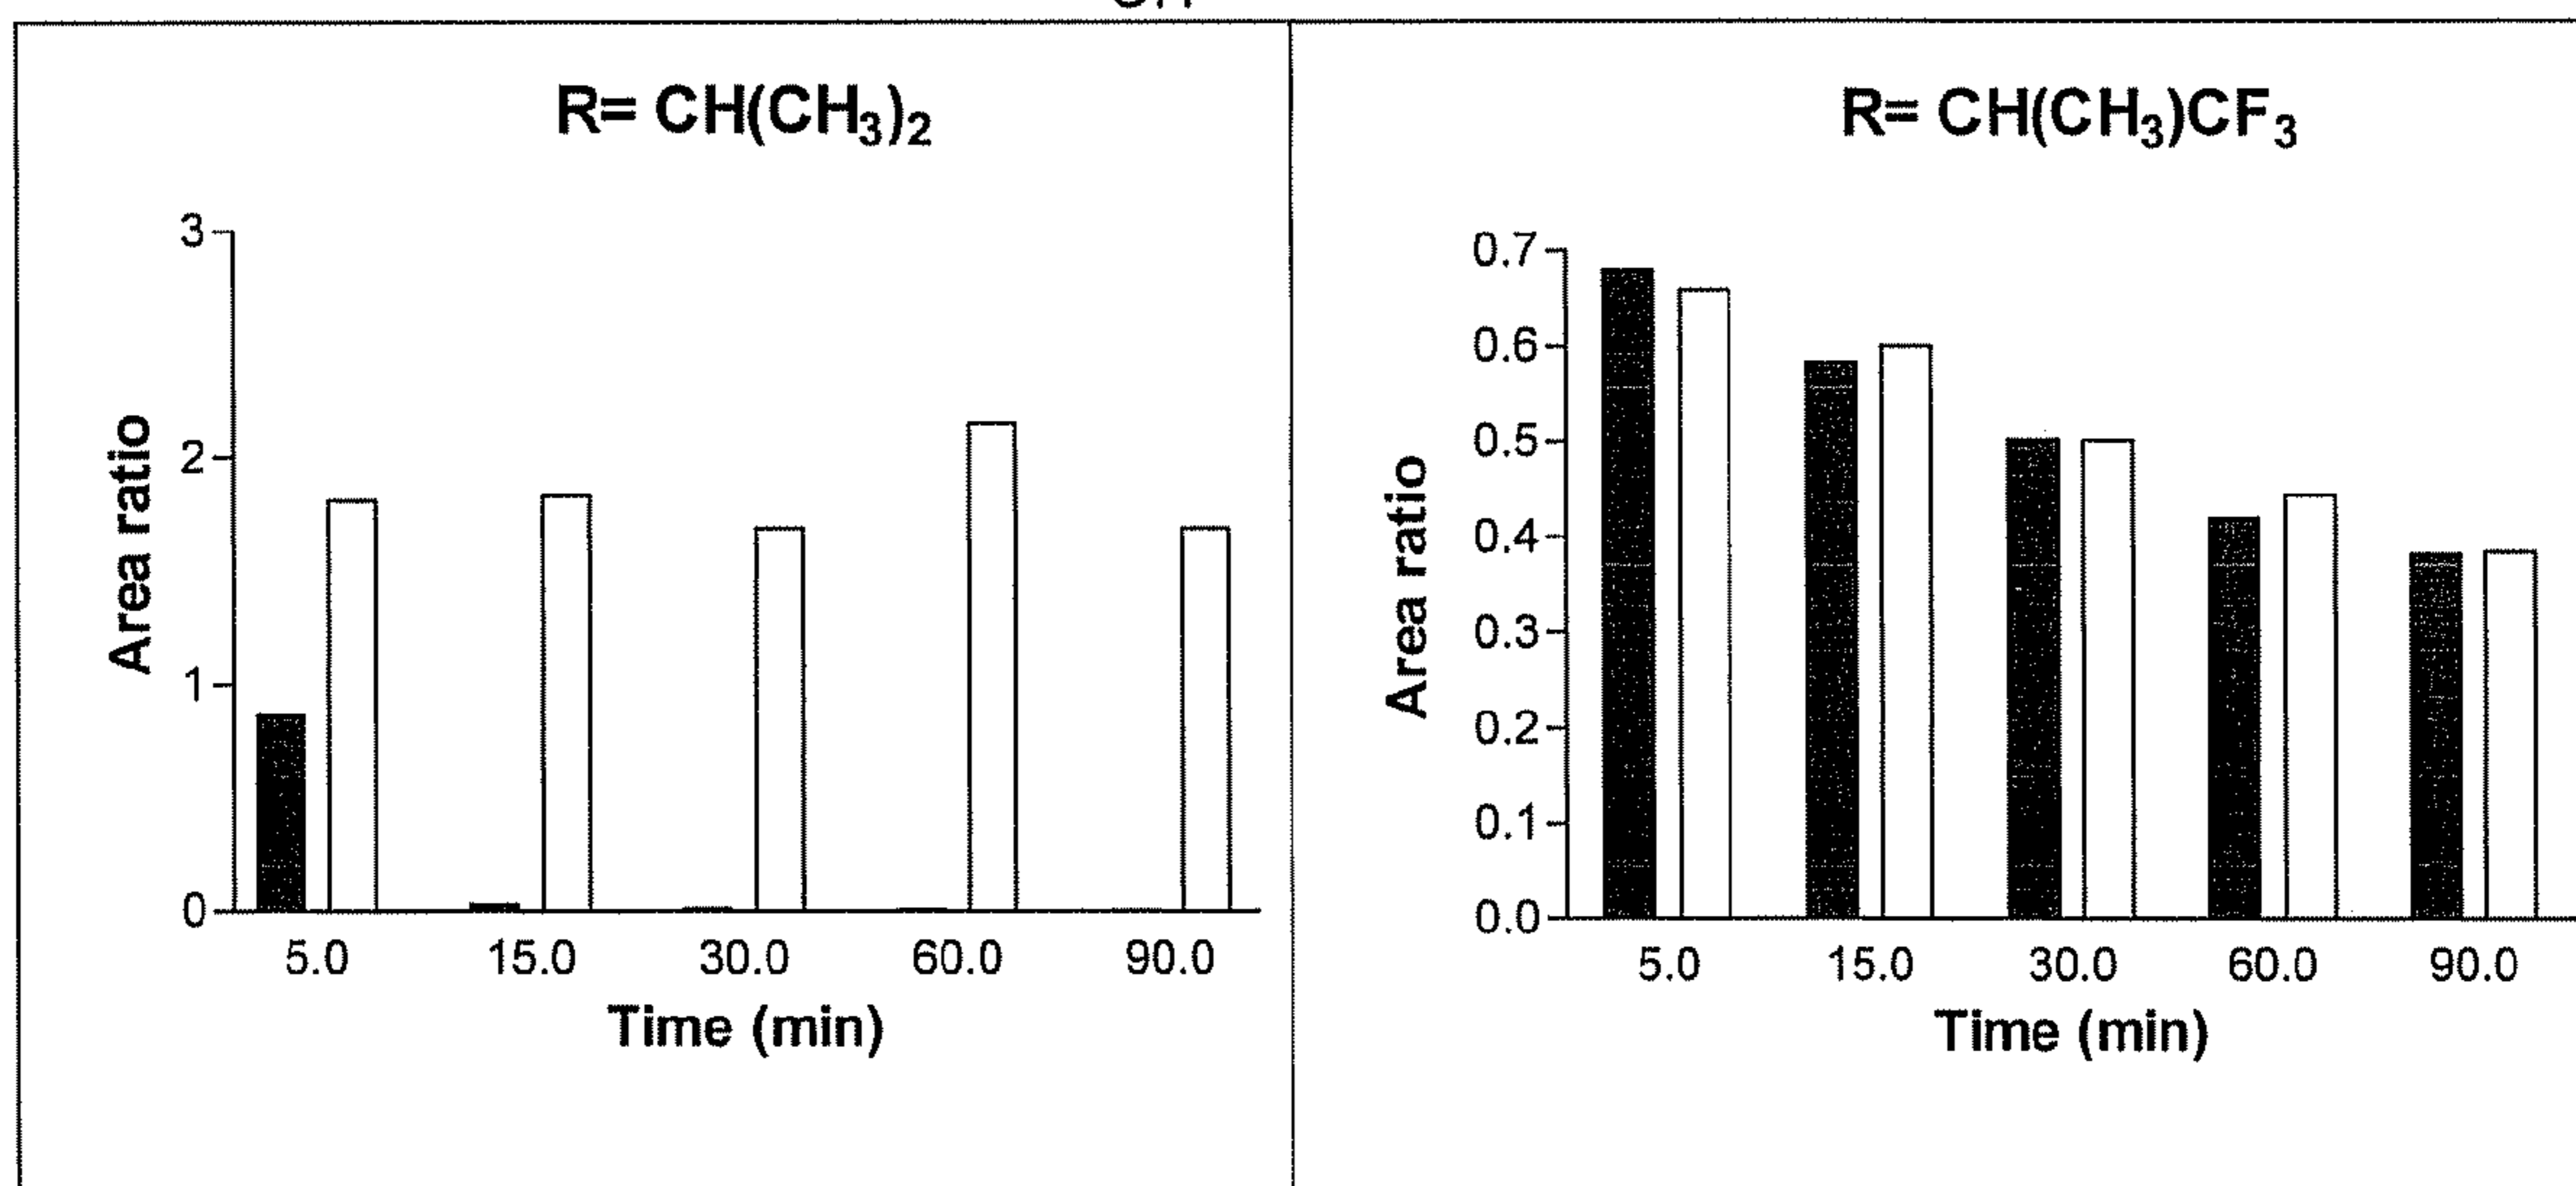 OH
R= CH(CH₃)₂
3
2
1
0
Area ratio
5.0 15.0 30.0 60.0 90.0
Time (min)
R= CH(CH₃)CF₃
0.7
0.6
0.5
0.4
0.3
0.2
0.1
0.0
Area ratio
5.0 15.0 30.0 60.0 90.0
Time (min)